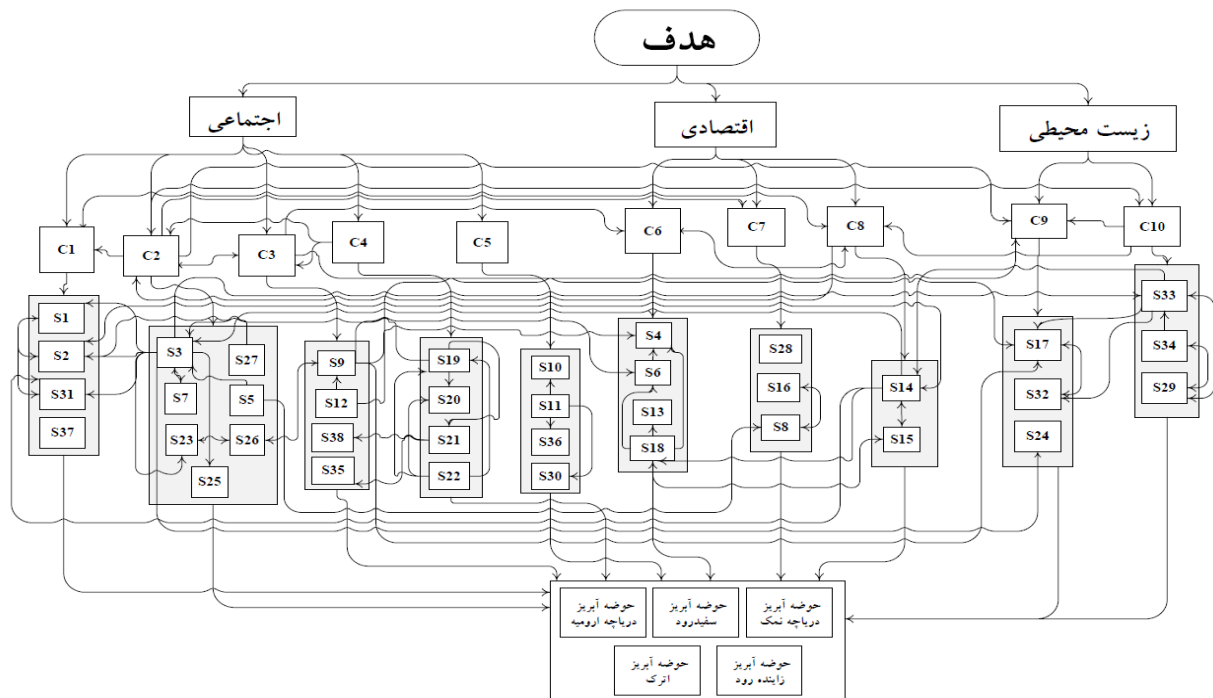 هدف
اجتماعی
اقتصادی
زیست محیطی
C1
C2
C3
C4
C5
C6
C7
C8
C9
C10
S1
S2
S31
S37
S3
S27
S7
S5
S23
S26
S25
S9
S12
S38
S35
S19
S20
S21
S22
S10
S11
S36
S30
S4
S6
S13
S18
S28
S16
S8
S14
S15
S17
S32
S24
S33
S34
S29
حوضه آبریز
دریاچه ارومیه
حوضه آبریز
سفیدرود
حوضه آبریز
دریاچه نمک
حوضه آبریز
اترک
حوضه آبریز
زاینده رود